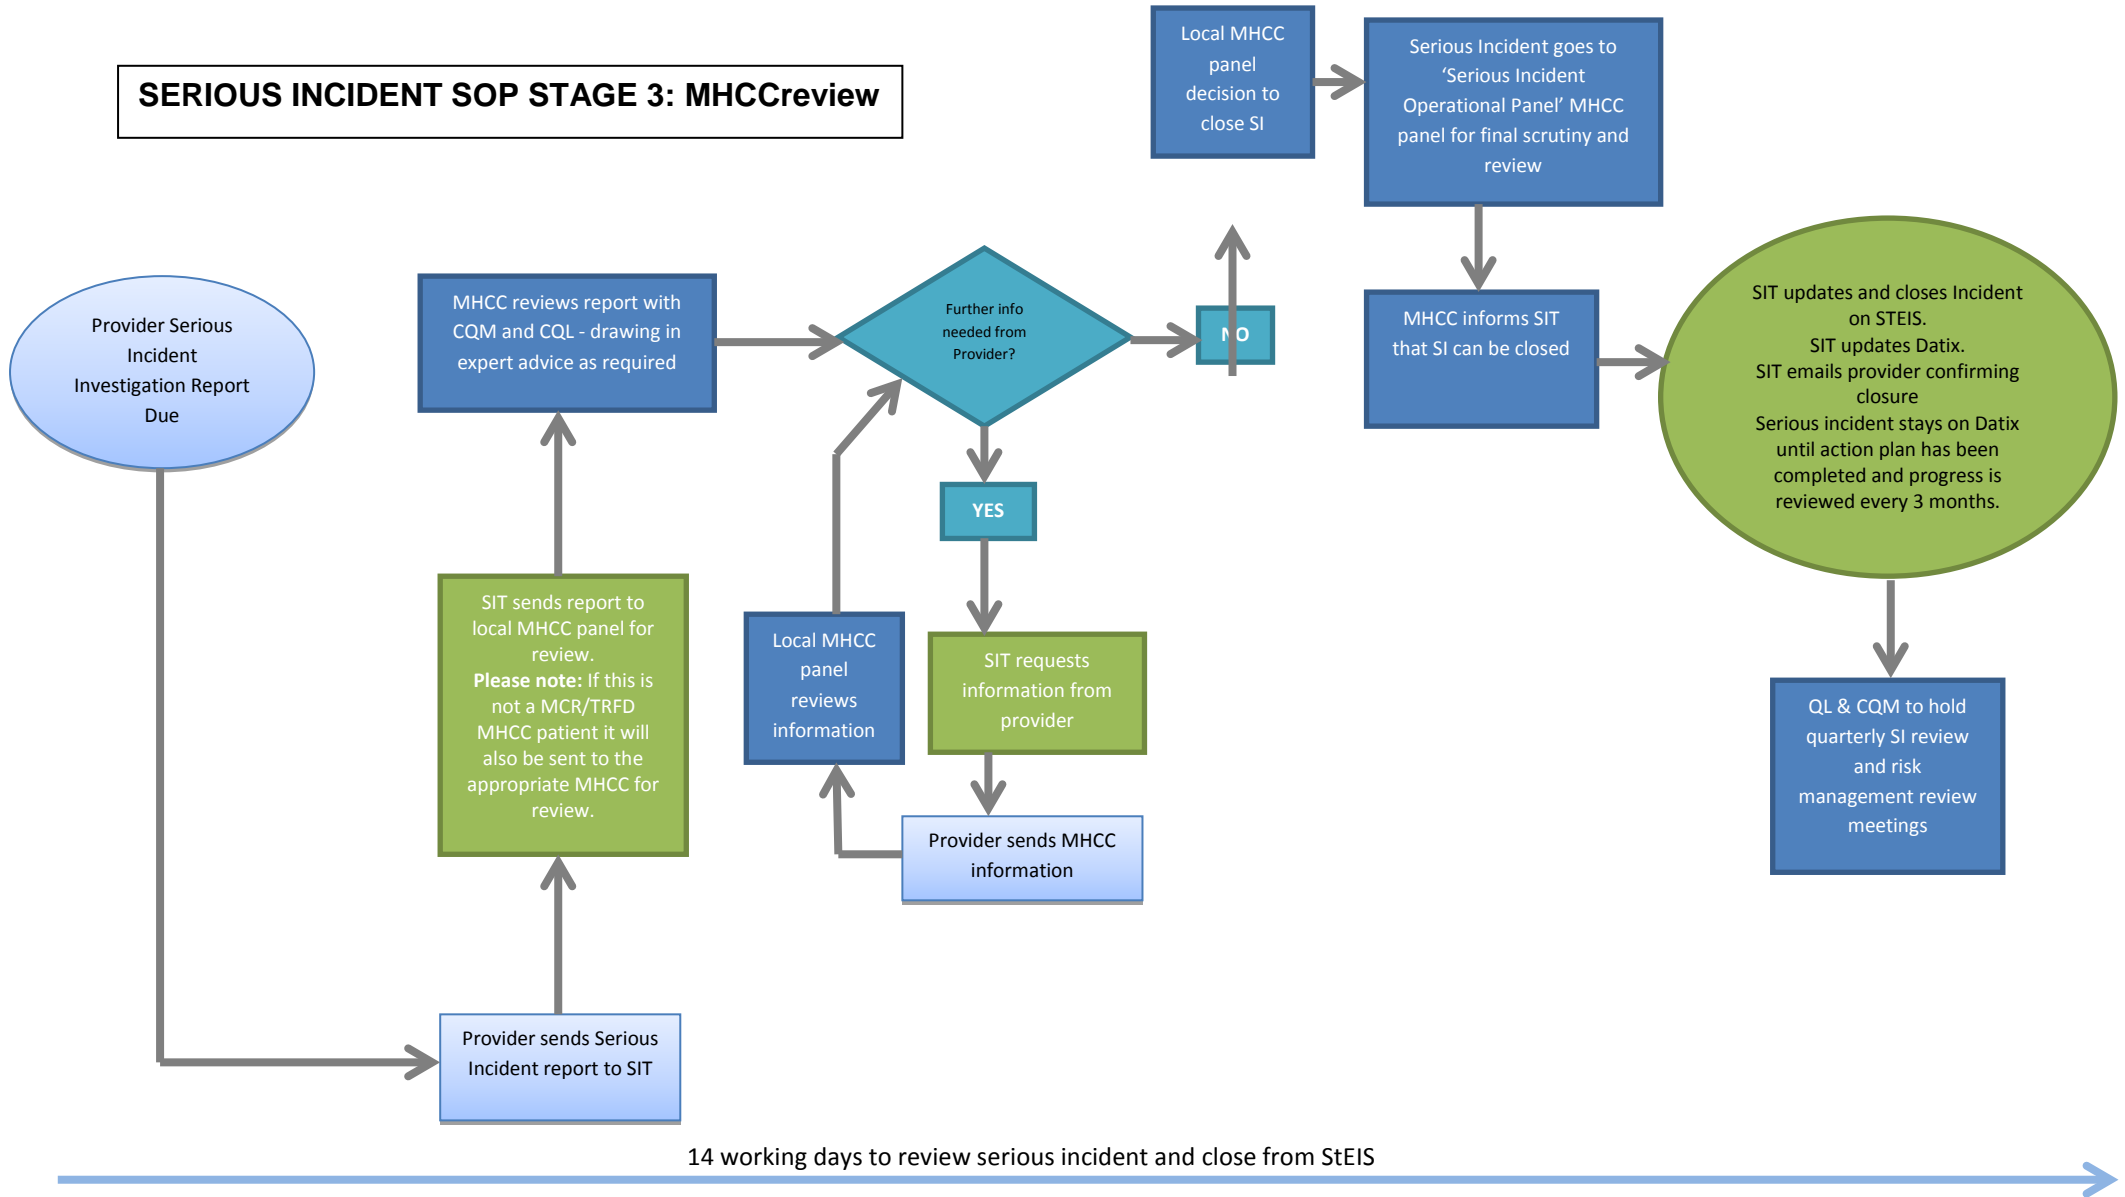 SERIOUS INCIDENT SOP STAGE 3: MHCCreview
Provider Serious
Incident
Investigation Report
Due
Provider sends Serious
Incident report to SIT
SIT sends report to
local MHCC panel for
review.
Please note: If this is
not a MCR/TRFD
MHCC patient it will
also be sent to the
appropriate MHCC for
review.
MHCC reviews report with
CQM and CQL - drawing in
expert advice as required
Further info
needed from
Provider?
YES
SIT requests
information from
provider
Provider sends MHCC
information
Local MHCC
panel
reviews
information
NO
Local MHCC
panel
decision to
close SI
Serious Incident goes to
‘Serious Incident
Operational Panel’ MHCC
panel for final scrutiny and
review
MHCC informs SIT
that SI can be closed
SIT updates and closes Incident
on STEIS.
SIT updates Datix.
SIT emails provider confirming
closure
Serious incident stays on Datix
until action plan has been
completed and progress is
reviewed every 3 months.
QL & CQM to hold
quarterly SI review
and risk
management review
meetings
14 working days to review serious incident and close from StEIS